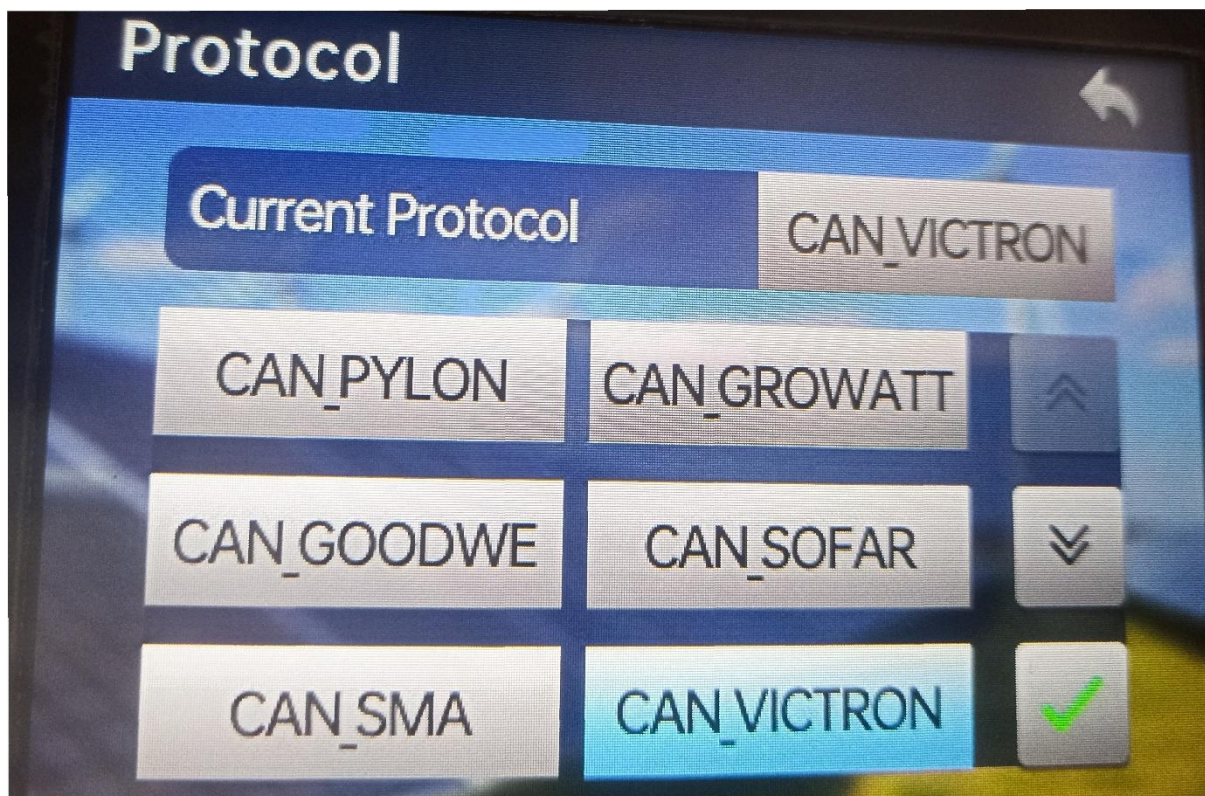 Protocol
Current Protocol
CAN_VICTRON
CAN_PYLON
CAN_GROWATT
CAN_GOODWE
CAN_SOFAR
CAN_SMA
CAN_VICTRON